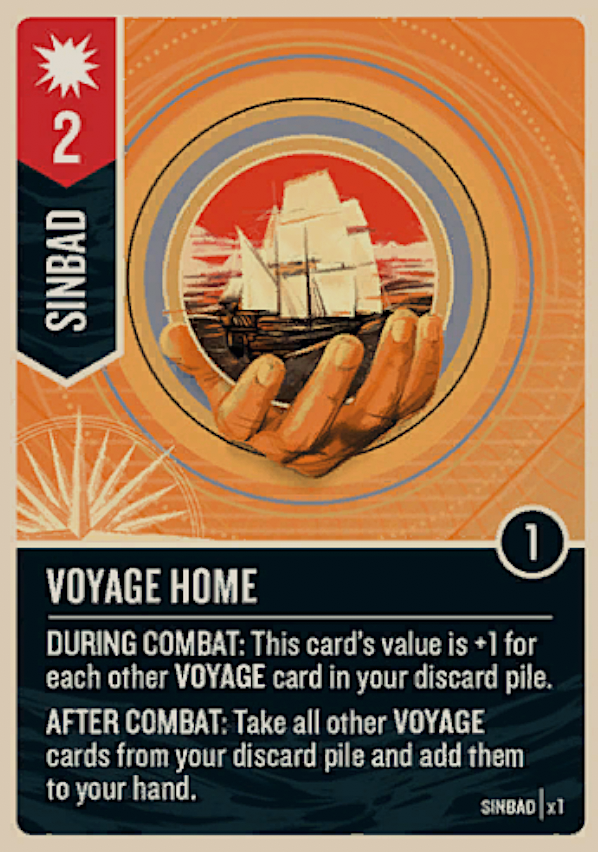 2
SINBAD
1
VOYAGE HOME
DURING COMBAT: This card's value is +1 for
each other VOYAGE card in your discard pile.
AFTER COMBAT: Take all other VOYAGE
cards from your discard pile and add them
to your hand.
SINBAD | x1